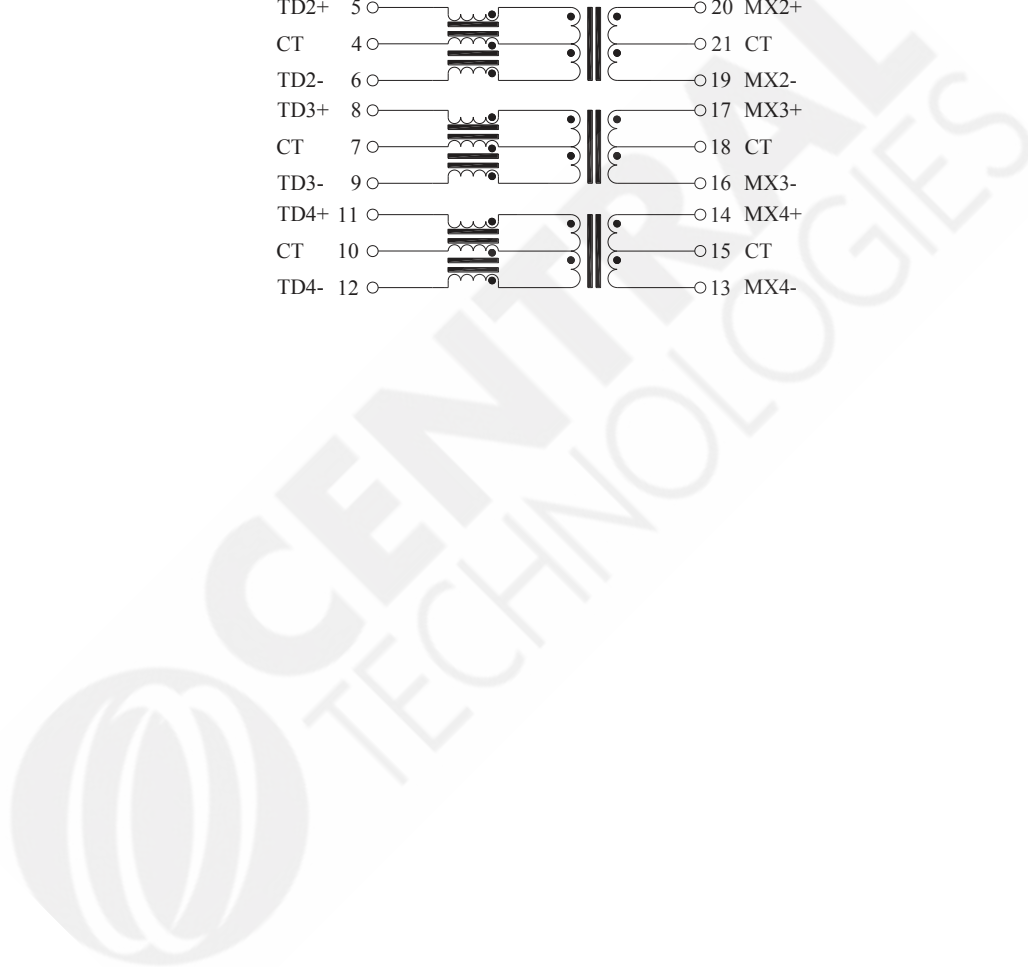 TD2+ 5 20 MX2+
CT 4 21 CT
TD2- 6 19 MX2-
TD3+ 8 17 MX3+
CT 7 18 CT
TD3- 9 16 MX3-
TD4+ 11 14 MX4+
CT 10 15 CT
TD4- 12 13 MX4-
CENTRAL
TECHNOLOGIES